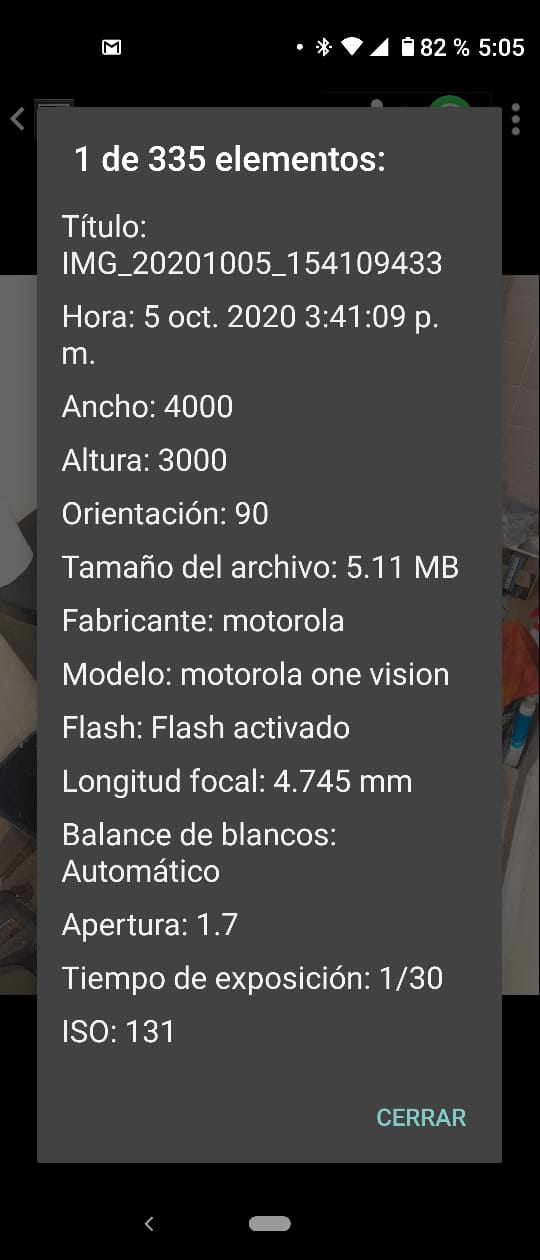 82 % 5:05
1 de 335 elementos:
Título:
IMG_20201005_154109433
Hora: 5 oct. 2020 3:41:09 p.
m.
Ancho: 4000
Altura: 3000
Orientación: 90
Tamaño del archivo: 5.11 MB
Fabricante: motorola
Modelo: motorola one vision
Flash: Flash activado
Longitud focal: 4.745 mm
Balance de blancos:
Automático
Apertura: 1.7
Tiempo de exposición: 1/30
ISO: 131
CERRAR